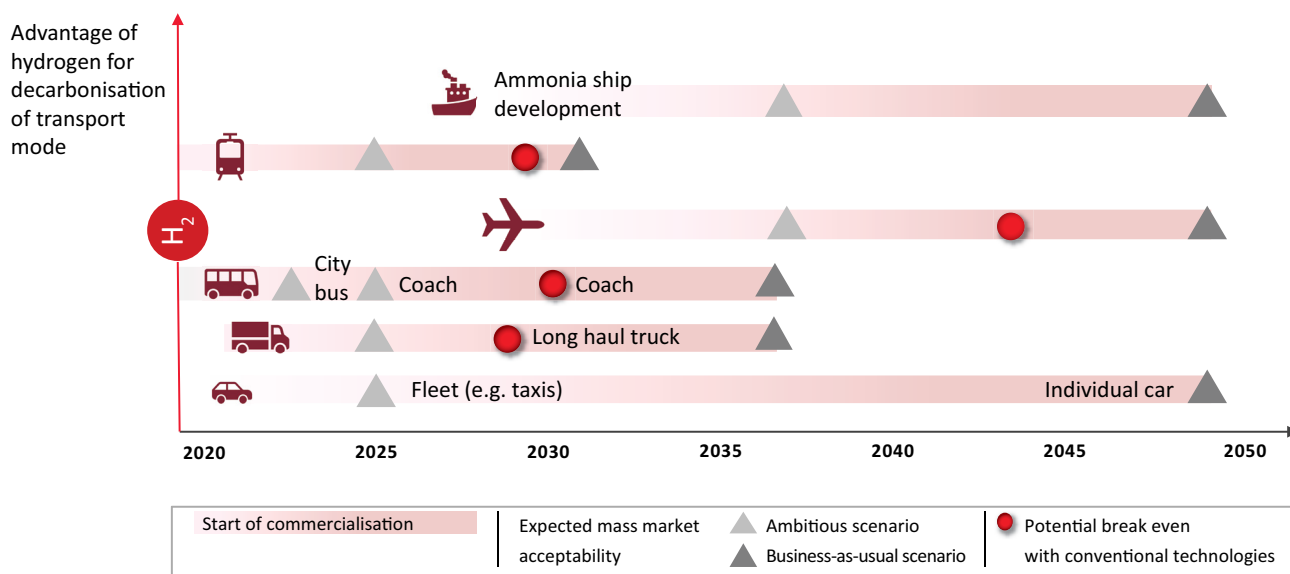 Advantage of
hydrogen for
decarbonisation
of transport
mode
Ammonia ship
development
H2
City
bus
Coach
Coach
Long haul truck
Fleet (e.g. taxis)
Individual car
2020
2025
2030
2035
2040
2045
2050
Start of commercialisation
Expected mass market
acceptability
Ambitious scenario
Business-as-usual scenario
Potential break even
with conventional technologies